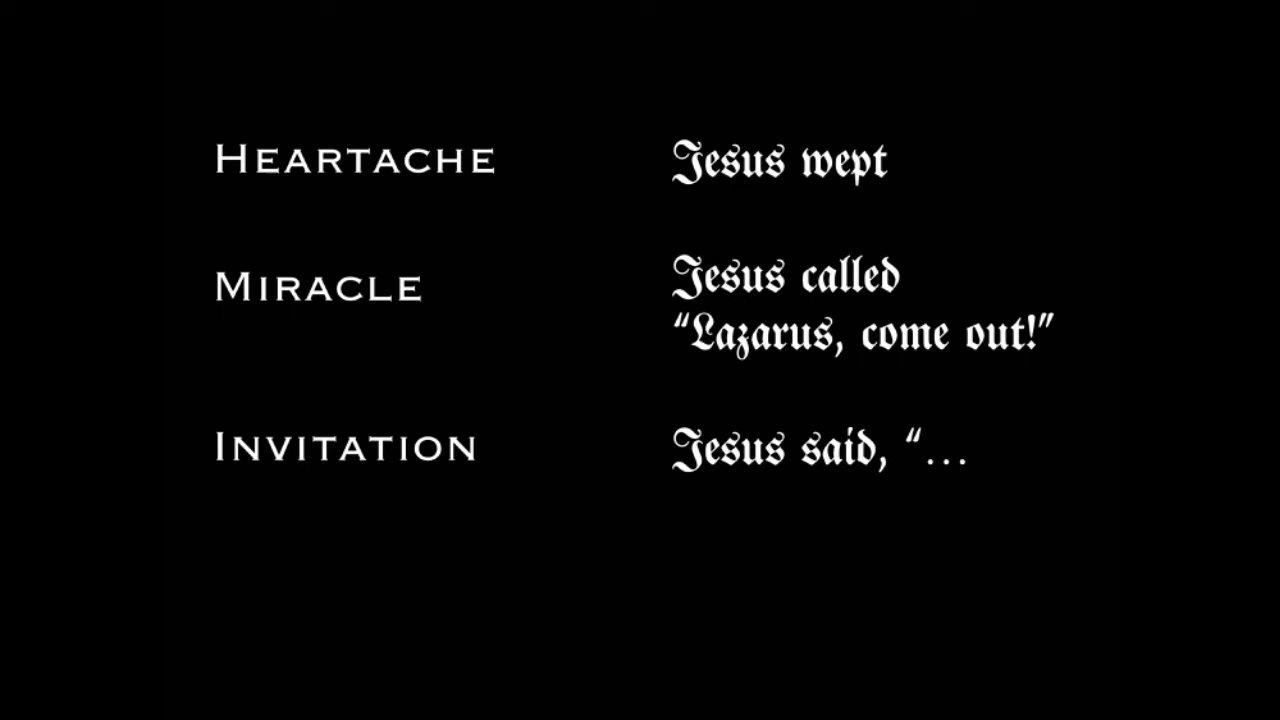 HEARTACHE
Jesus wept
MIRACLE
Jesus called
“Lazarus, come out!”
INVITATION
Jesus said, “...